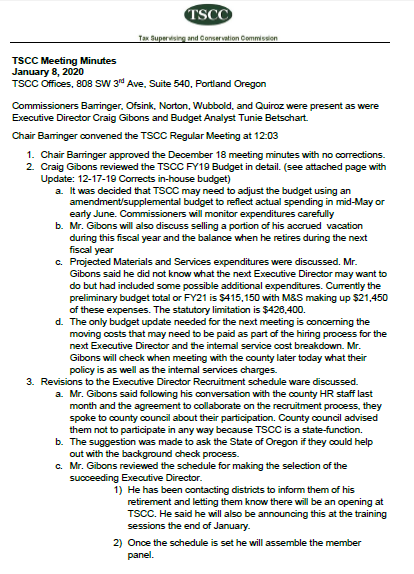 TSCC
Tax Supervising and Conservation Commission
TSCC Meeting Minutes
January 8, 2020
TSCC Offices, 808 SW 3rd Ave, Suite 540, Portland Oregon
Commissioners Barringer, Ofsink, Norton, Wubbold, and Quiroz were present as were
Executive Director Craig Gibons and Budget Analyst Tunie Betschart.
Chair Barringer convened the TSCC Regular Meeting at 12:03
1. Chair Barringer approved the December 18 meeting minutes with no corrections.
2. Craig Gibons reviewed the TSCC FY19 Budget in detail. (see attached page with
Update: 12-17-19 Corrects in-house budget)
a. It was decided that TSCC may need to adjust the budget using an
amendment/supplemental budget to reflect actual spending in mid-May or
early June. Commissioners will monitor expenditures carefully
b. Mr. Gibons will also discuss selling a portion of his accrued vacation
during this fiscal year and the balance when he retires during the next
fiscal year
c. Projected Materials and Services expenditures were discussed. Mr.
Gibons said he did not know what the next Executive Director may want to
do but had included some possible additional expenditures. Currently the
preliminary budget total or FY21 is $415,150 with M&S making up $21,450
of these expenses. The statutory limitation is $426,400.
d. The only budget update needed for the next meeting is concerning the
moving costs that may need to be paid as part of the hiring process for the
next Executive Director and the internal service cost breakdown. Mr.
Gibons will check when meeting with the county later today what their
policy is as well as the internal services charges.
3. Revisions to the Executive Director Recruitment schedule ware discussed.
a. Mr. Gibons said following his conversation with the county HR staff last
month and the agreement to collaborate on the recruitment process, they
spoke to county council about their participation. County council advised
them not to participate in any way because TSCC is a state-function.
b. The suggestion was made to ask the State of Oregon if they could help
out with the background check process.
c. Mr. Gibons reviewed the schedule for making the selection of the
succeeding Executive Director.
1) He has been contacting districts to inform them of his
retirement and letting them know there will be an opening at
TSCC. He said he will also be announcing this at the training
sessions the end of January.
2) Once the schedule is set he will assemble the member
panel.